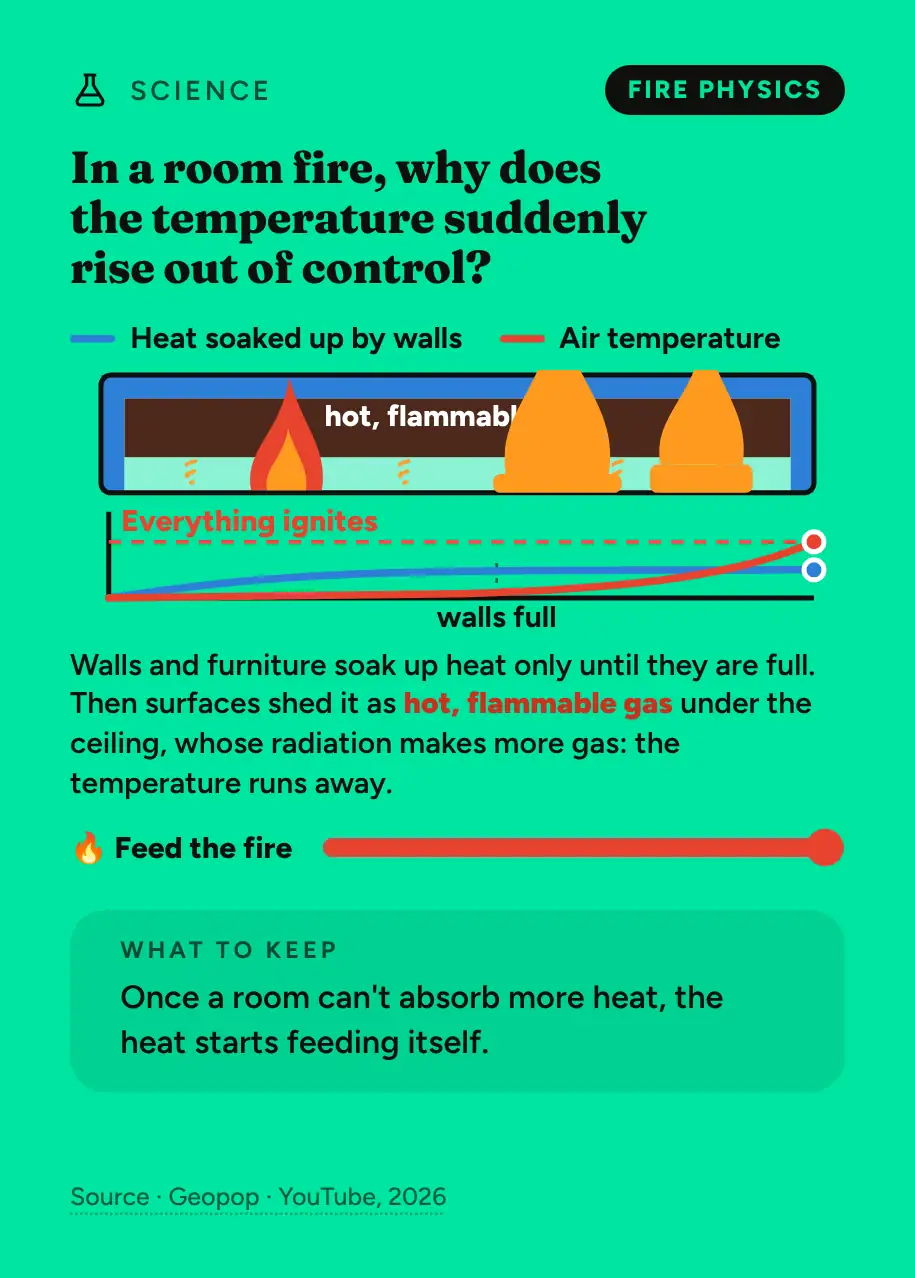 SCIENCE
FIRE PHYSICS
In a room fire, why does
the temperature suddenly
rise out of control?
Heat soaked up by walls
Air temperature
hot, flammabl
Everything ignites
walls full
Walls and furniture soak up heat only until they are full.
Then surfaces shed it as hot, flammable gas under the
ceiling, whose radiation makes more gas: the
temperature runs away.
🔥 Feed the fire
WHAT TO KEEP
Once a room can't absorb more heat, the
heat starts feeding itself.
Source · Geopop · YouTube, 2026